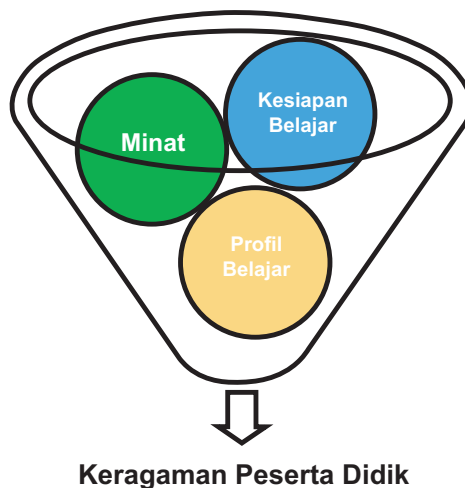 Kesiapan
Belajar
Minat
Profil
Belajar
Keragaman Peserta Didik